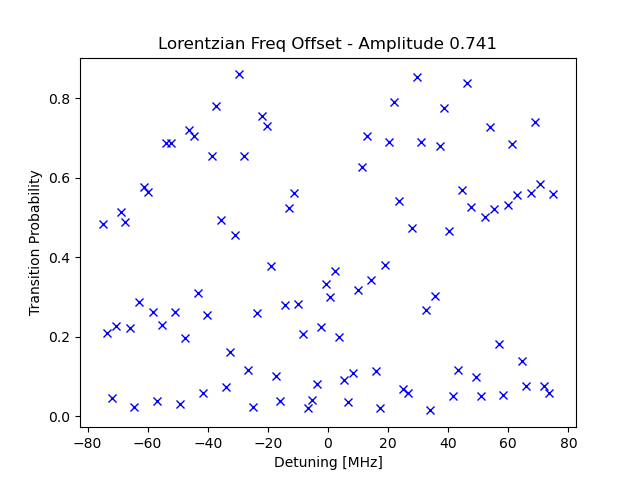 Lorentzian Freq Offset - Amplitude 0.741
Transition Probability
0.8
0.6
0.4
0.2
0.0
−80 −60 −40 −20 0 20 40 60 80
Detuning [MHz]